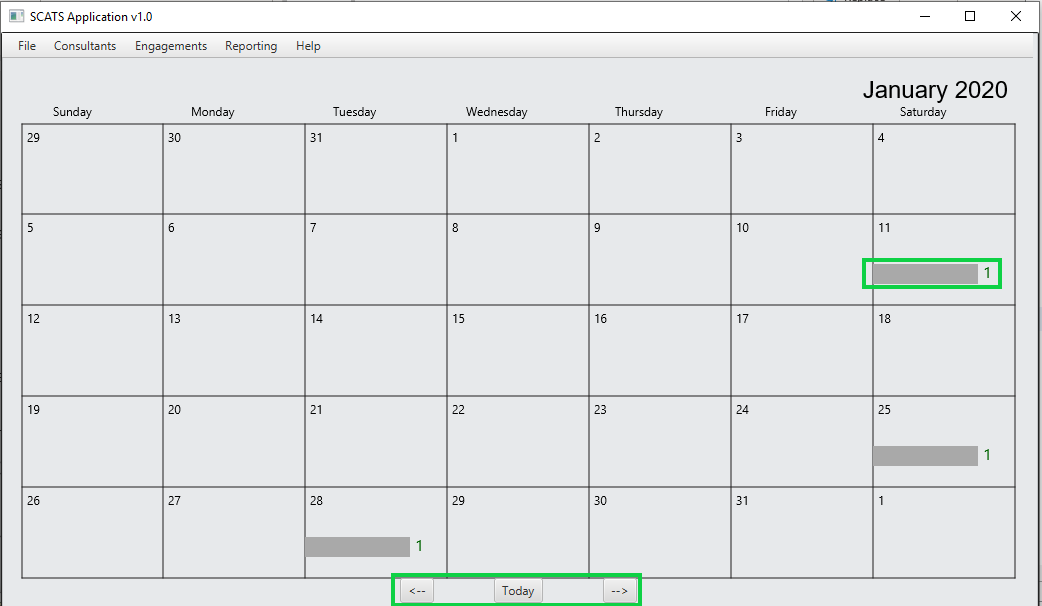 SCATS Application v1.0
File Consultants Engagements Reporting Help
January 2020
Sunday Monday Tuesday Wednesday Thursday Friday Saturday
29 30 31 1 2 3 4
5 6 7 8 9 10 11
1
12 13 14 15 16 17 18
19 20 21 22 23 24 25
1
26 27 28 29 30 31 1
1
<-- Today -->